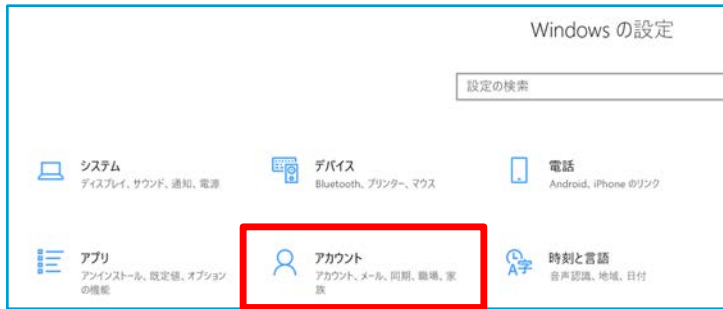 Windows の設定
設定の検索
システム
ディスプレイ、サウンド、通知、電源
デバイス
Bluetooth、プリンター、マウス
電話
Android、iPhone のリンク
アプリ
アンインストール、既定値、オプション
の機能
アカウント
アカウント、メール、同期、職場、家
族
時刻と言語
音声認識、地域、日付